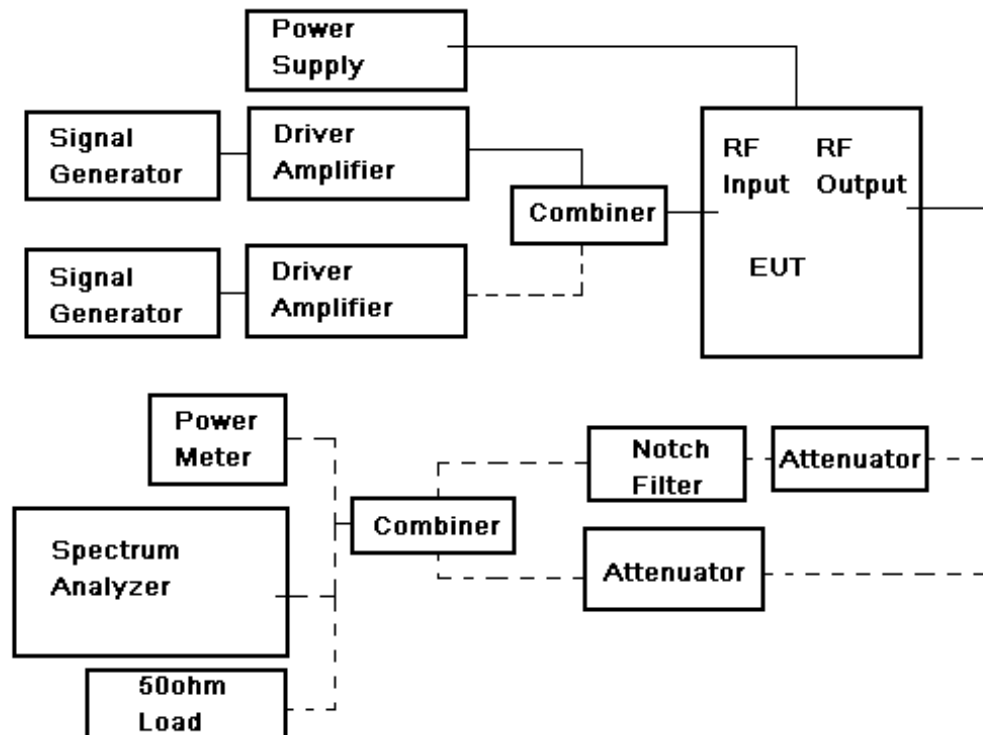 Power
Supply
Signal
Generator
Driver
Amplifier
RF
Input
RF
Output
Combiner
Signal
Generator
Driver
Amplifier
EUT
Power
Meter
Notch
Filter
Attenuator
Combiner
Spectrum
Analyzer
Attenuator
50ohm
Load